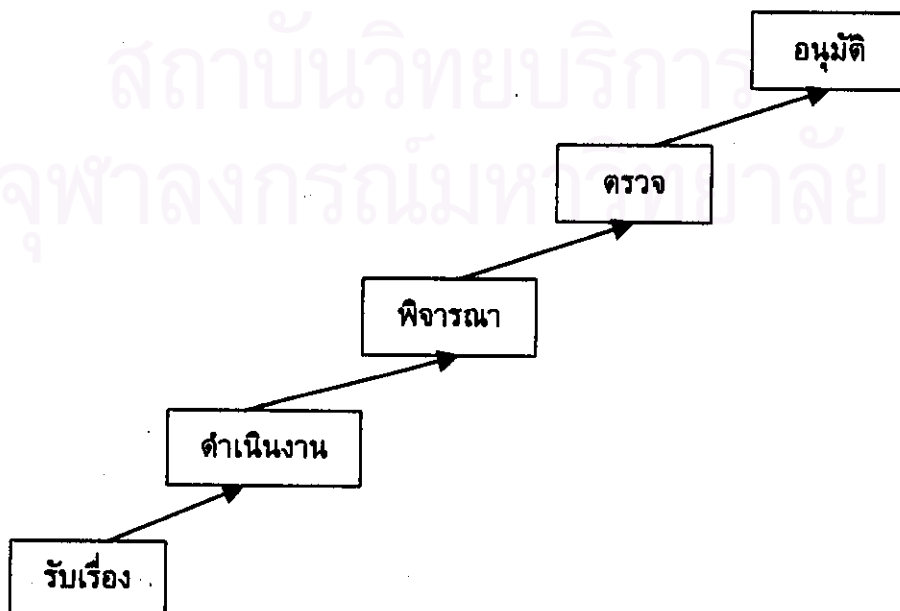 สถาบันวิทยบริการ
จุฬาลงกรณ์มหาวิทยาลัย
อนุมัติ
ตรวจ
พิจารณา
ดำเนินงาน
รับเรื่อง